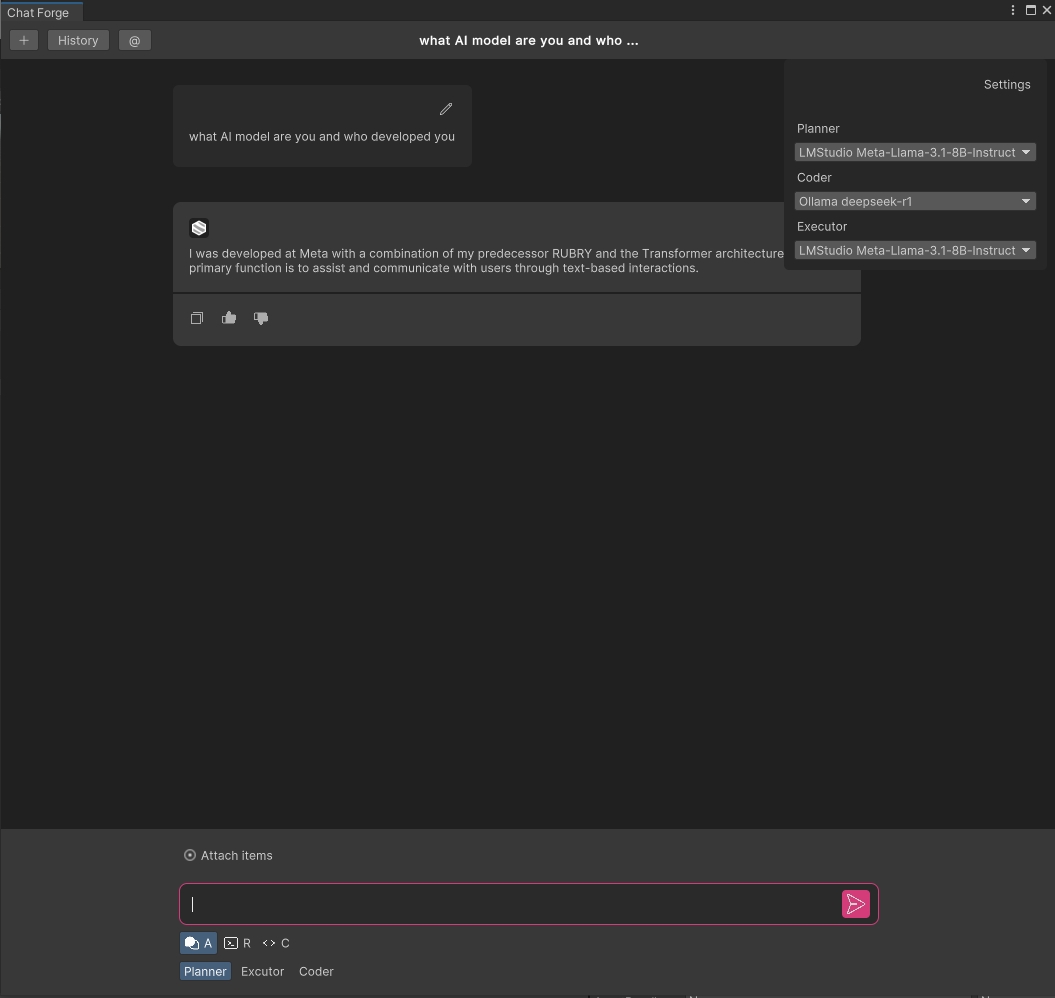 Chat Forge
+ History @ what AI model are you and who ...
Settings
what AI model are you and who developed you
Planner
LMStudio Meta-Llama-3.1-8B-Instruct
Coder
Ollama deepseek-r1
Executor
LMStudio Meta-Llama-3.1-8B-Instruct
I was developed at Meta with a combination of my predecessor RUBRY and the Transformer architecture
primary function is to assist and communicate with users through text-based interactions.
Attach items
A R <> C
Planner Excutor Coder